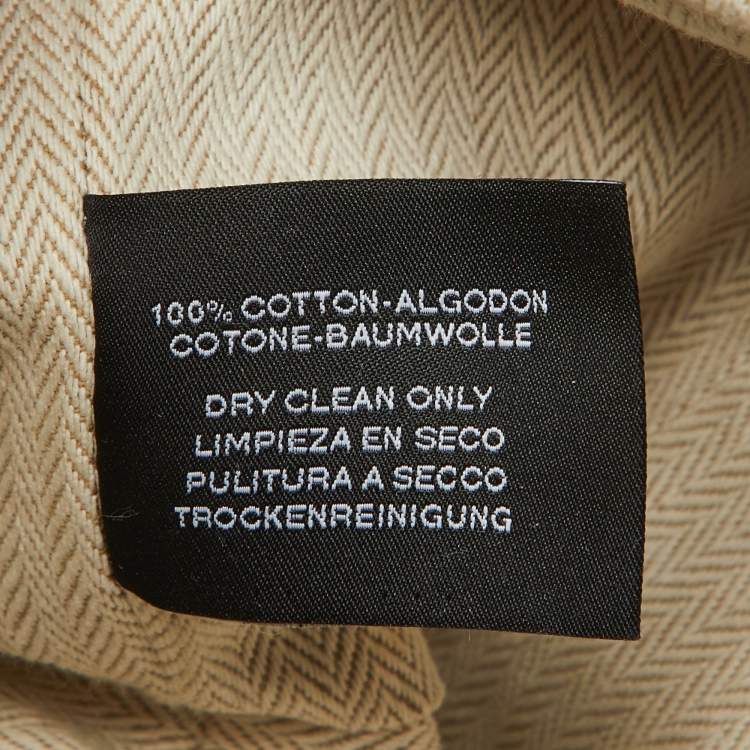 100% COTTON-ALGODON
COTONE-BAUMWOLLE
DRY CLEAN ONLY
LIMPIEZA EN SECO
PULITURA A SECCO
TROCKENREINIGUNG